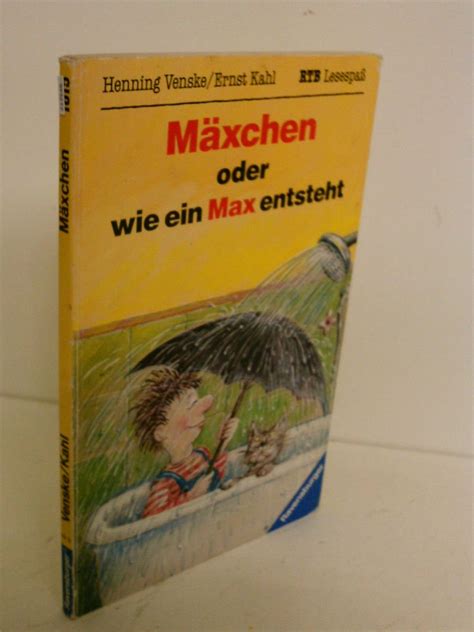 Henning Venske/Ernst Kahl RTB Lesespaß
Mäxchen
oder
wie ein Max entsteht
Ravensburger
Mäxchen
Venske/Kahl